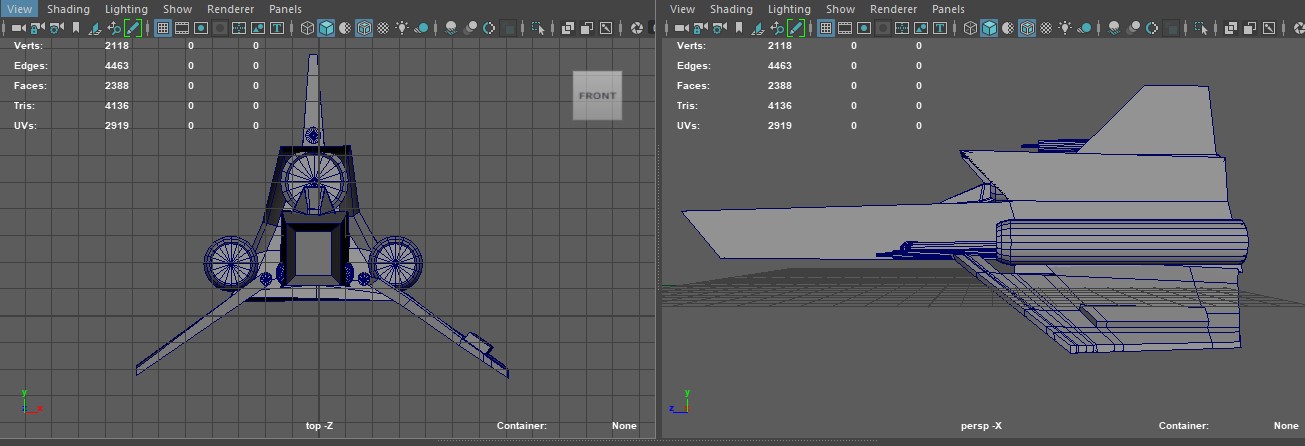 View Shading Lighting Show Renderer Panels
Verts: 2118 0 0
Edges: 4463 0 0
Faces: 2388 0 0
Tris: 4136 0 0
UVs: 2919 0 0
FRONT
y
x
z
top -Z
Container: None
View Shading Lighting Show Renderer Panels
Verts: 2118 0 0
Edges: 4463 0 0
Faces: 2388 0 0
Tris: 4136 0 0
UVs: 2919 0 0
y
z
persp -X
Container: None